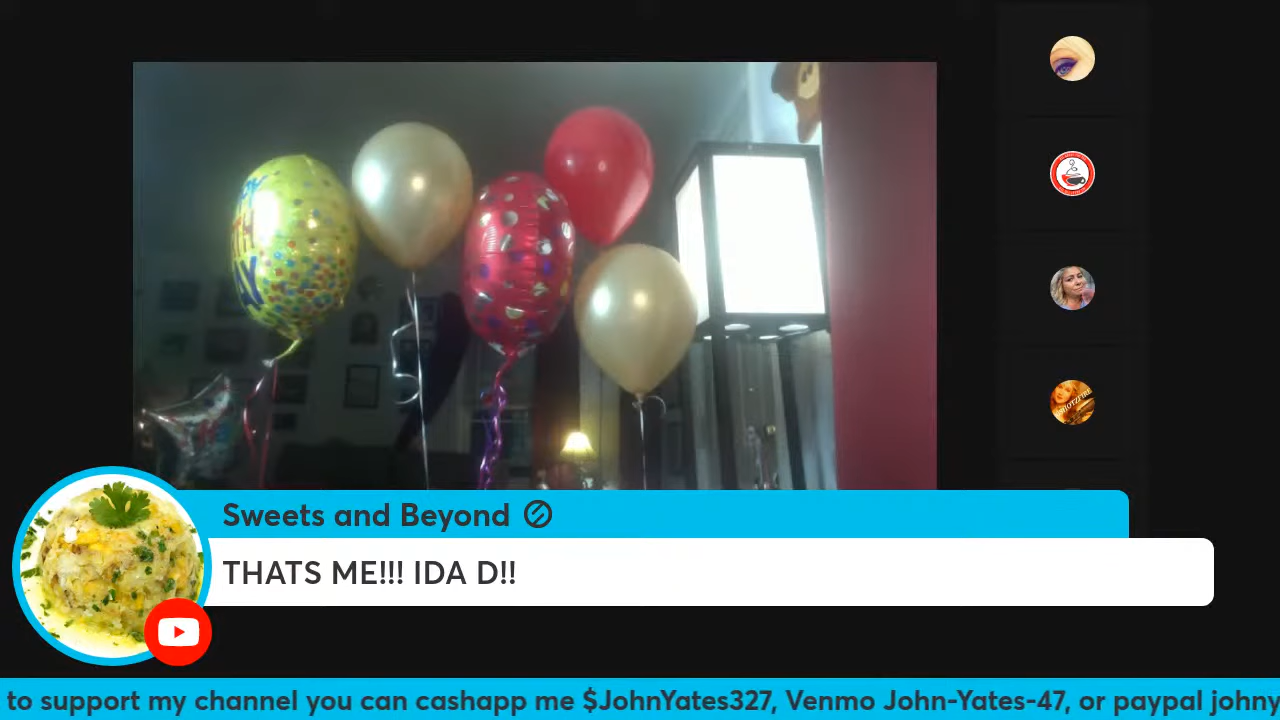 Sweets and Beyond
THATS ME!!! IDA D!!
to support my channel you can cashapp me $JohnYates327, Venmo John-Yates-47, or paypal johny